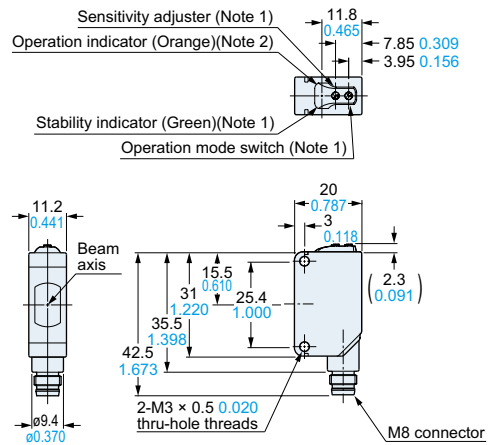 Sensitivity adjuster (Note 1)
Operation indicator (Orange)(Note 2)
11.8
0.465
7.85 0.309
3.95 0.156
Stability indicator (Green)(Note 1)
Operation mode switch (Note 1)
11.2
0.441
Beam
axis
20
0.787
3
0.118
15.5
0.610
31
1.220
25.4
1.000
35.5
1.398
42.5
1.673
(2.3
0.091)
ø9.4
ø0.370
2-M3 × 0.5 0.020
thru-hole threads
M8 connector